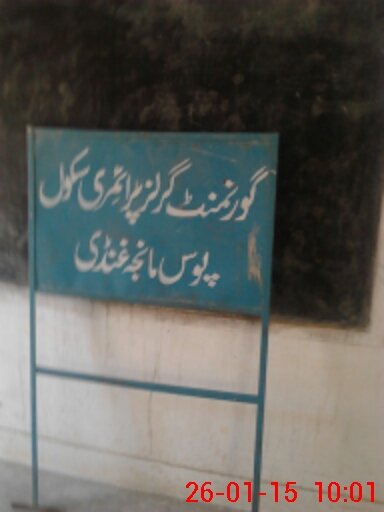 گورنمنٹ گرلز پرائمری سکول
پوس مانجہ غنڈی
26-01-15 10:01